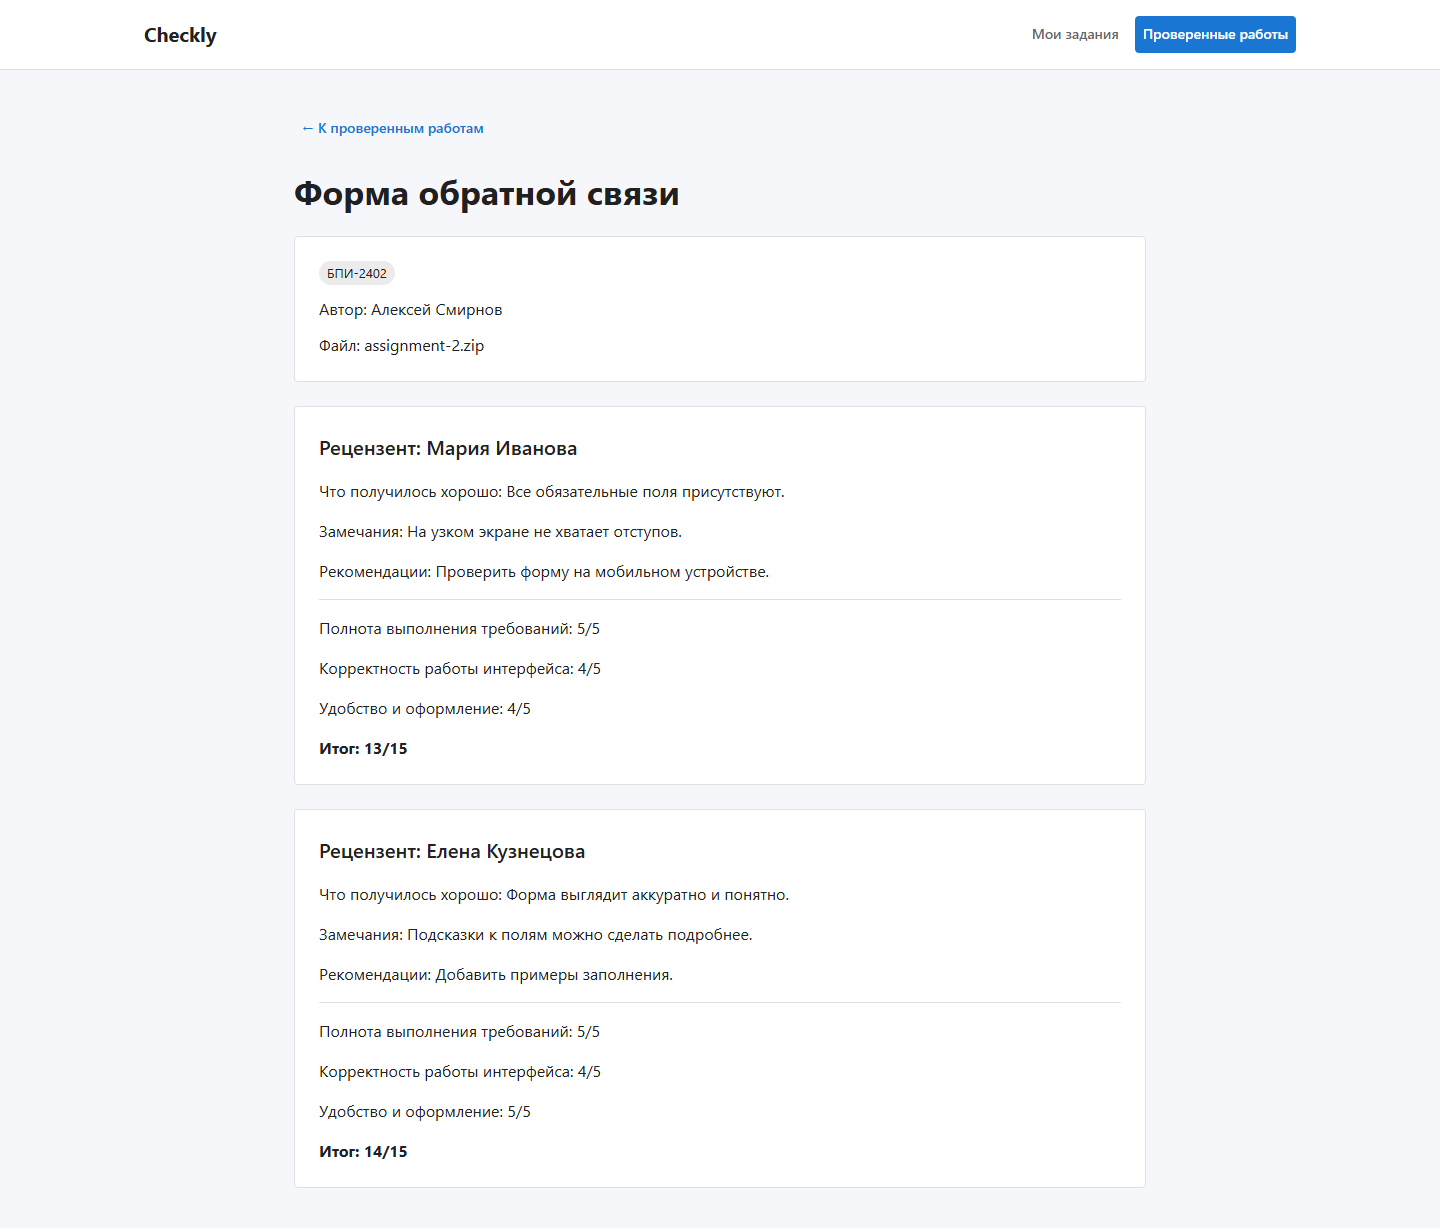 Checkly
Мои задания
Проверенные работы
← К проверенным работам
Форма обратной связи
БПИ-2402
Автор: Алексей Смирнов
Файл: assignment-2.zip
Рецензент: Мария Иванова
Что получилось хорошо: Все обязательные поля присутствуют.
Замечания: На узком экране не хватает отступов.
Рекомендации: Проверить форму на мобильном устройстве.
Полнота выполнения требований: 5/5
Корректность работы интерфейса: 4/5
Удобство и оформление: 4/5
Итог: 13/15
Рецензент: Елена Кузнецова
Что получилось хорошо: Форма выглядит аккуратно и понятно.
Замечания: Подсказки к полям можно сделать подробнее.
Рекомендации: Добавить примеры заполнения.
Полнота выполнения требований: 5/5
Корректность работы интерфейса: 4/5
Удобство и оформление: 5/5
Итог: 14/15